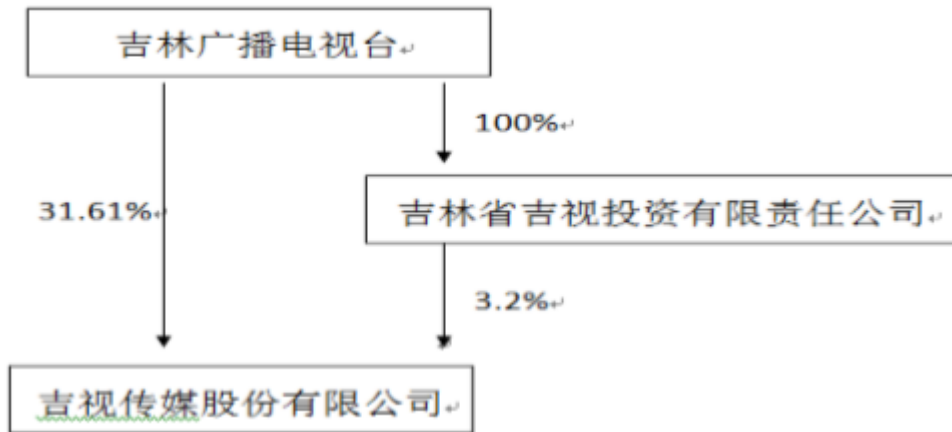 吉林广播电视台
100%
31.61%
吉林省吉视投资有限责任公司
3.2%
吉视传媒股份有限公司